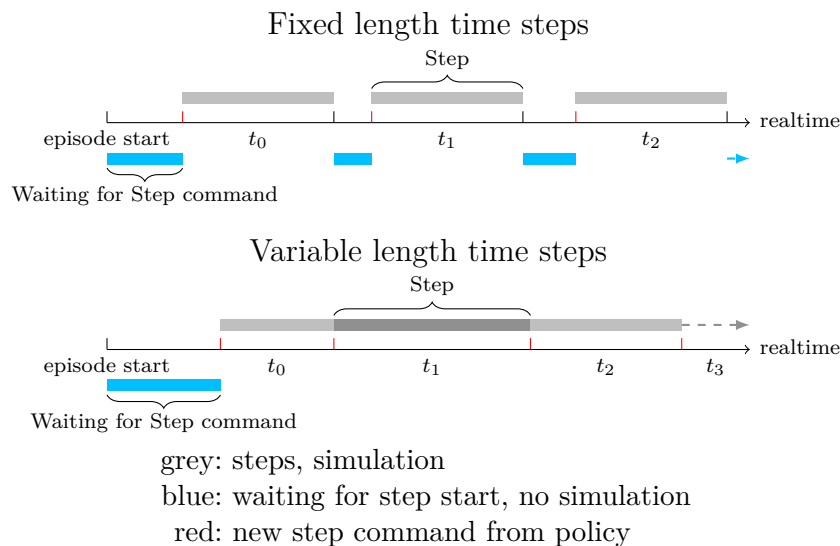 Fixed length time steps
Step
realtime
episode start t₀ t₁ t₂
Waiting for Step command
Variable length time steps
Step
realtime
episode start t₀ t₁ t₂ t₃
Waiting for Step command
grey: steps, simulation
blue: waiting for step start, no simulation
red: new step command from policy